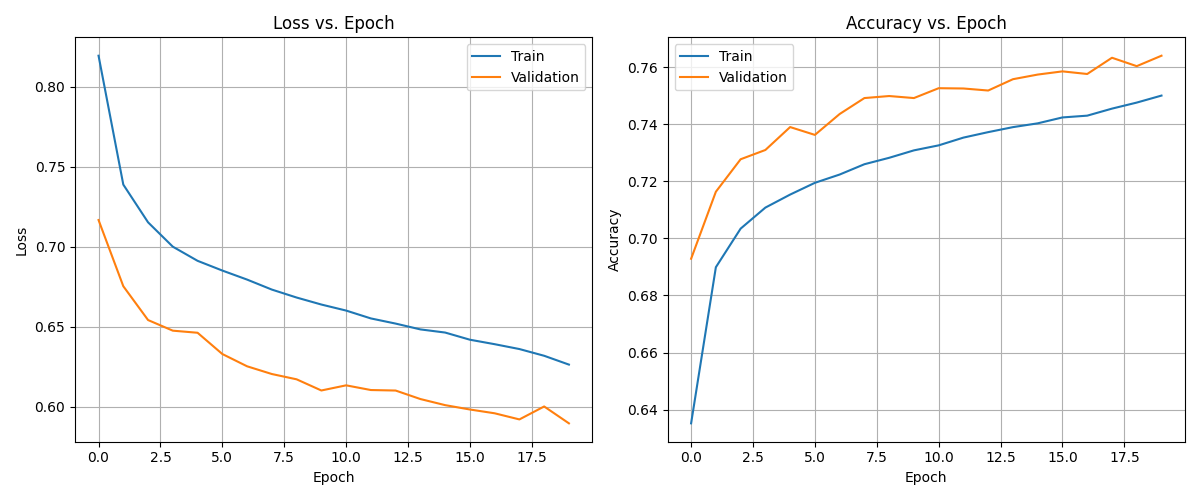 Loss vs. Epoch
Train
Validation
0.80
0.75
0.70
0.65
0.60
Loss
0.0 2.5 5.0 7.5 10.0 12.5 15.0 17.5
Epoch
Accuracy vs. Epoch
Train
Validation
0.76
0.74
0.72
0.70
0.68
0.66
0.64
Accuracy
0.0 2.5 5.0 7.5 10.0 12.5 15.0 17.5
Epoch